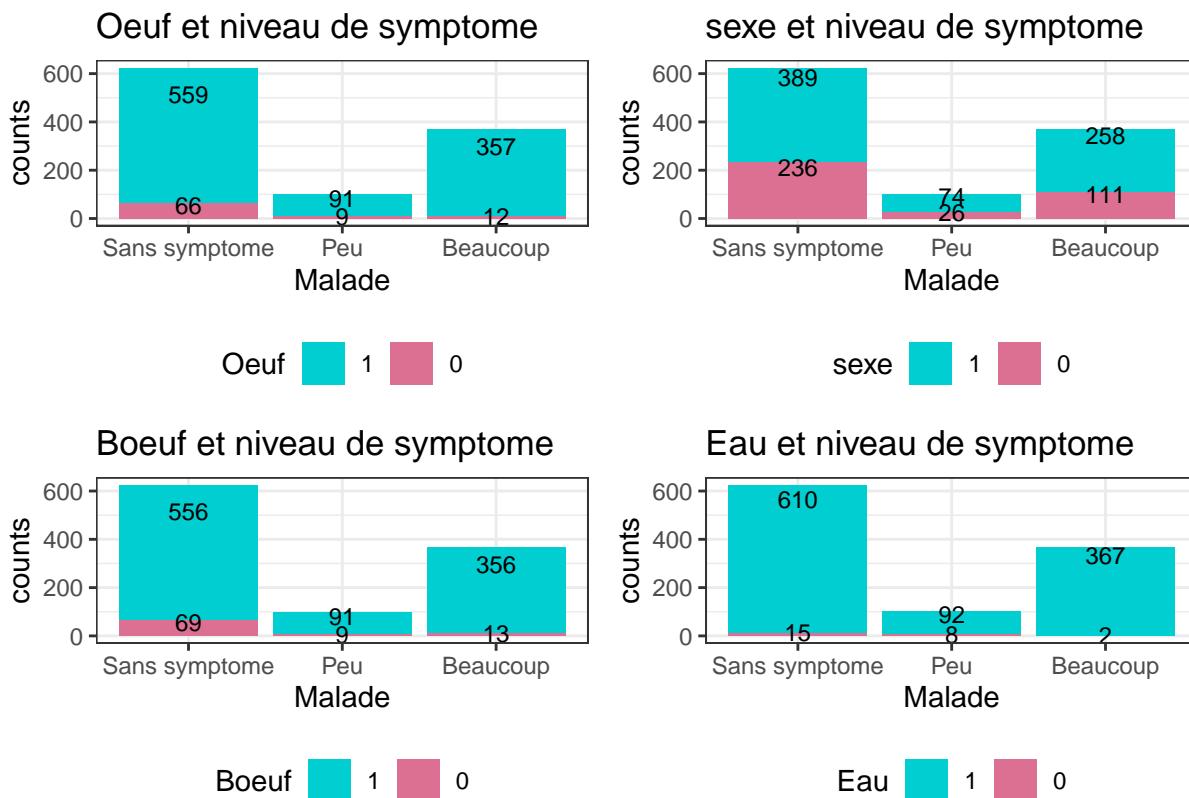 Oeuf et niveau de symptome
600
400
200
0
counts
559
66
91
9
357
12
Sans symptome Peu Beaucoup
Malade
Oeuf 1 0
sexe et niveau de symptome
600
400
200
0
counts
389
236
74
26
258
111
Sans symptome Peu Beaucoup
Malade
sexe 1 0
Boeuf et niveau de symptome
600
400
200
0
counts
556
69
91
9
356
13
Sans symptome Peu Beaucoup
Malade
Boeuf 1 0
Eau et niveau de symptome
600
400
200
0
counts
610
15
92
8
367
2
Sans symptome Peu Beaucoup
Malade
Eau 1 0